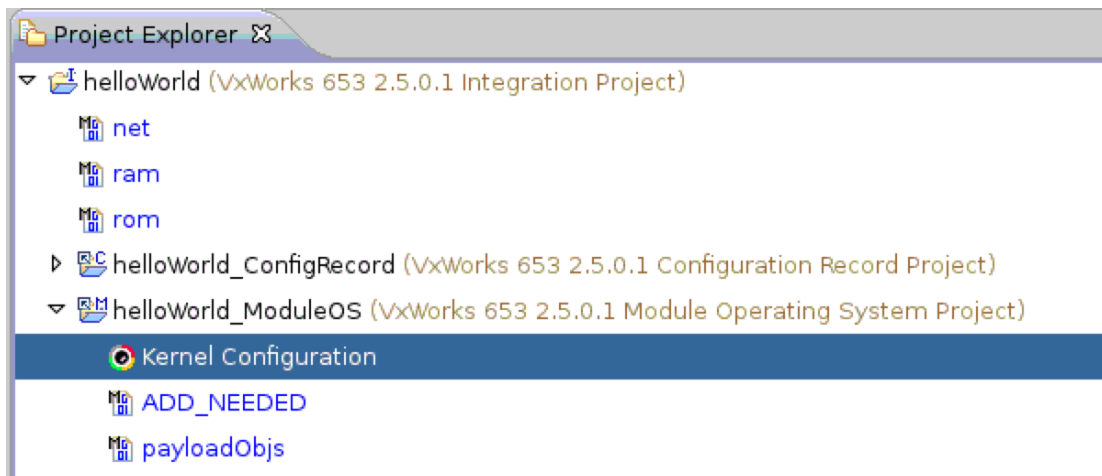 Project Explorer
helloWorld (VxWorks 653 2.5.0.1 Integration Project)
net
ram
rom
helloWorld_ConfigRecord (VxWorks 653 2.5.0.1 Configuration Record Project)
helloWorld_ModuleOS (VxWorks 653 2.5.0.1 Module Operating System Project)
Kernel Configuration
ADD_NEEDED
payloadObjs